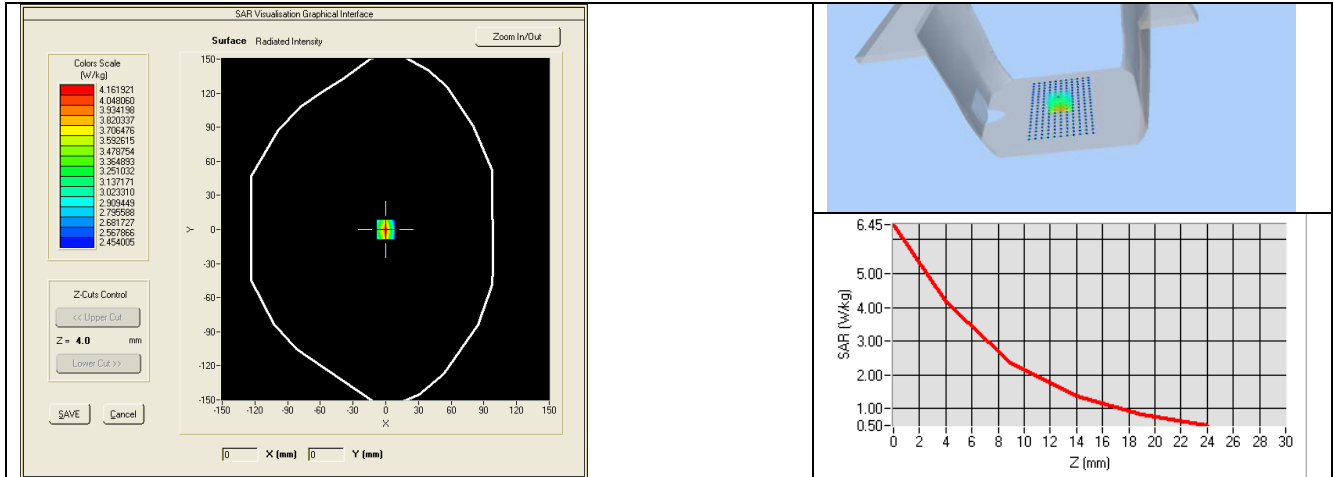 SAR Visualisation Graphical Interface
Surface Radiated Intensity
Zoom In/Out
Colors Scale
(W/kg)
4.161921
4.048060
3.934198
3.820337
3.706476
3.592615
3.478754
3.364893
3.251032
3.137171
3.023310
2.909449
2.795588
2.681727
2.567866
2.454005
Z-Cuts Control
<< Upper Cut
Z = 4.0 mm
Lower Cut >>
SAVE Cancel
150
120
90
60
30
0
-30
-60
-90
-120
-150
Y
-150 -120 -90 -60 -30 0 30 60 90 120 150
X
0 X (mm) 0 Y (mm)
6.45
5.00
4.00
3.00
2.00
1.00
0.50
SAR (W/kg)
0 2 4 6 8 10 12 14 16 18 20 22 24 26 28 30
Z (mm)